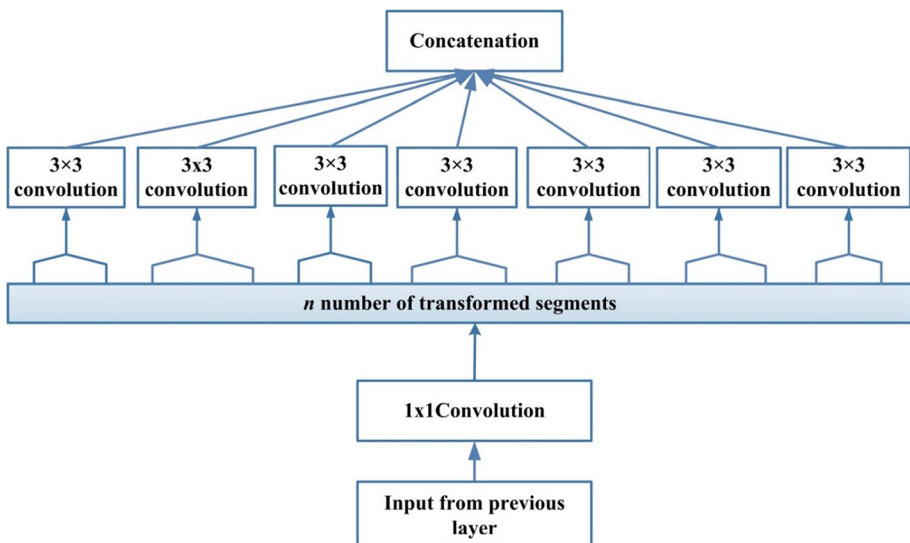 Concatenation
3×3
convolution
3x3
convolution
3×3
convolution
3×3
convolution
3×3
convolution
3×3
convolution
3×3
convolution
n number of transformed segments
1x1Convolution
Input from previous
layer